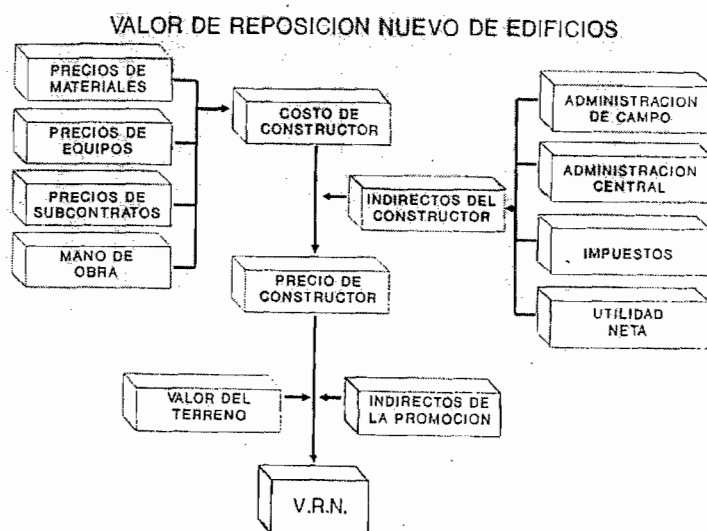 VALOR DE REPOSICION NUEVO DE EDIFICIOS
PRECIOS DE
MATERIALES
PRECIOS DE
EQUIPOS
PRECIOS DE
SUBCONTRATOS
MANO DE
OBRA
COSTO DE
CONSTRUCTOR
INDIRECTOS DEL
CONSTRUCTOR
ADMINISTRACION
DE CAMPO
ADMINISTRACION
CENTRAL
IMPUESTOS
UTILIDAD
NETA
PRECIO DE
CONSTRUCTOR
VALOR DEL
TERRENO
INDIRECTOS DE
LA PROMOCION
V.R.N.